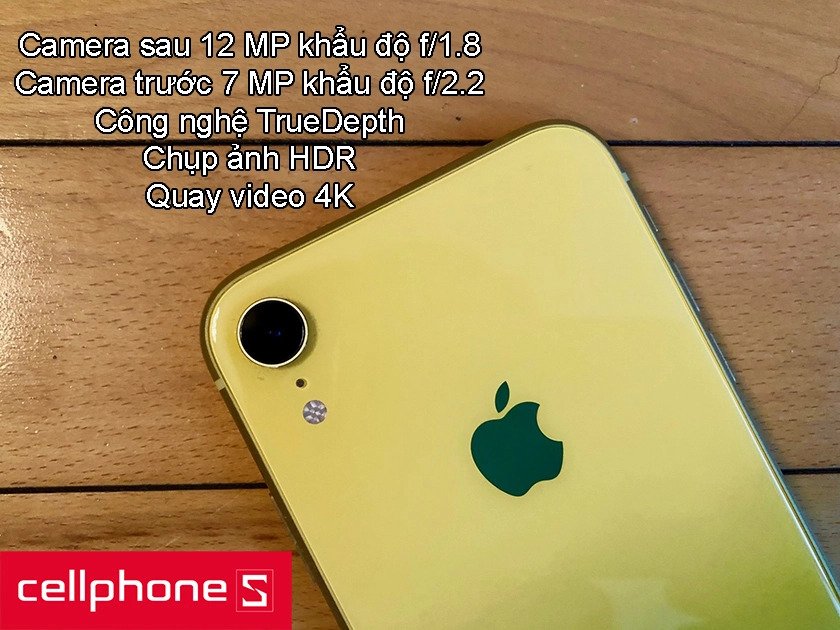 Camera sau 12 MP khẩu độ f/1.8
Camera trước 7 MP khẩu độ f/2.2
Công nghệ TrueDepth
Chụp ảnh HDR
Quay video 4K
cellphone S